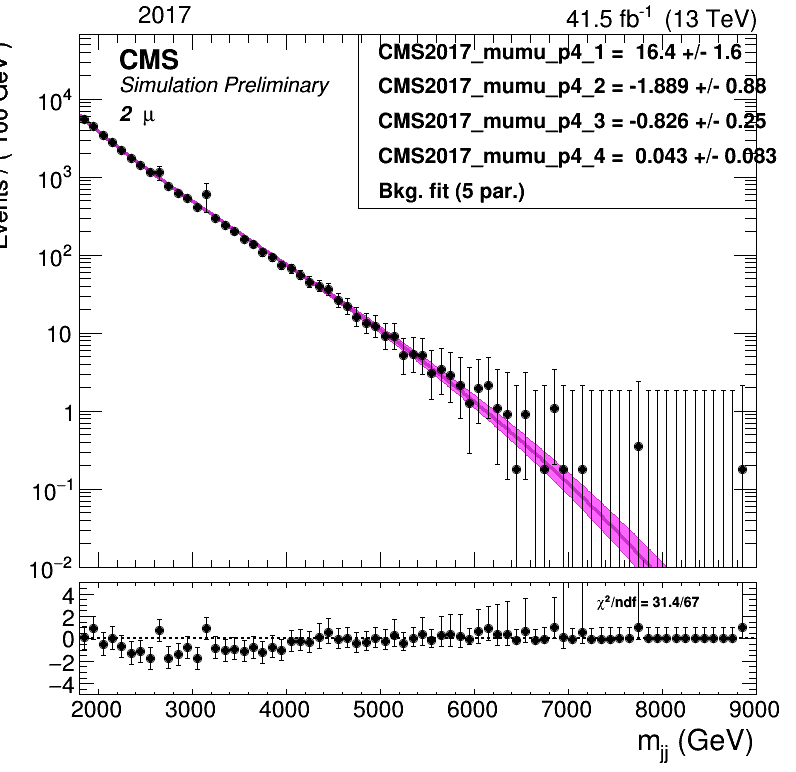 2017
41.5 fb⁻¹ (13 TeV)
CMS
Simulation Preliminary
2 μ
CMS2017_mumu_p4_1 = 16.4 +/- 1.6
CMS2017_mumu_p4_2 = -1.889 +/- 0.88
CMS2017_mumu_p4_3 = -0.826 +/- 0.25
CMS2017_mumu_p4_4 = 0.043 +/- 0.083
Bkg. fit (5 par.)
Events / ( 100 GeV )
10⁴
10³
10²
10
1
10⁻¹
10⁻²
χ²/ndf = 31.4/67
4
2
0
−2
−4
2000 3000 4000 5000 6000 7000 8000 9000
m_jj (GeV)